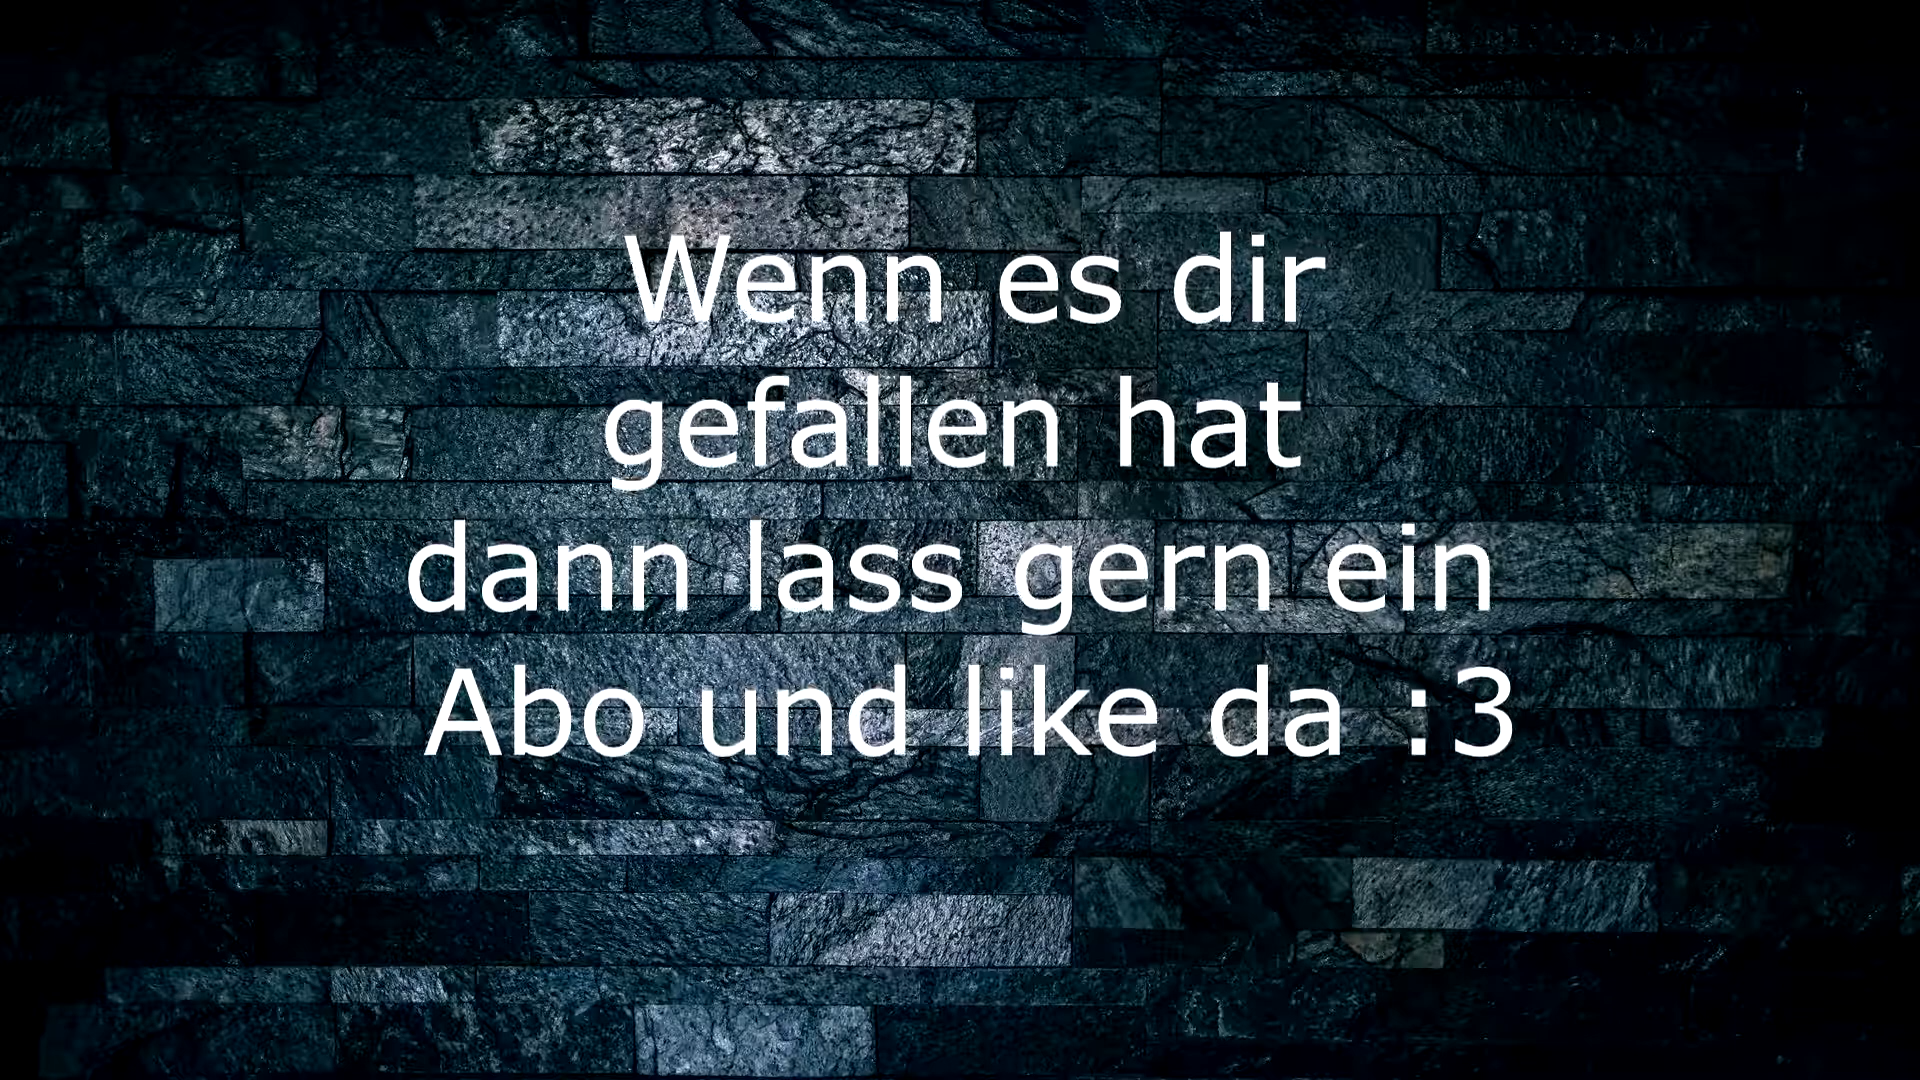 Wenn es dir
gefallen hat
dann lass gern ein
Abo und like da :3